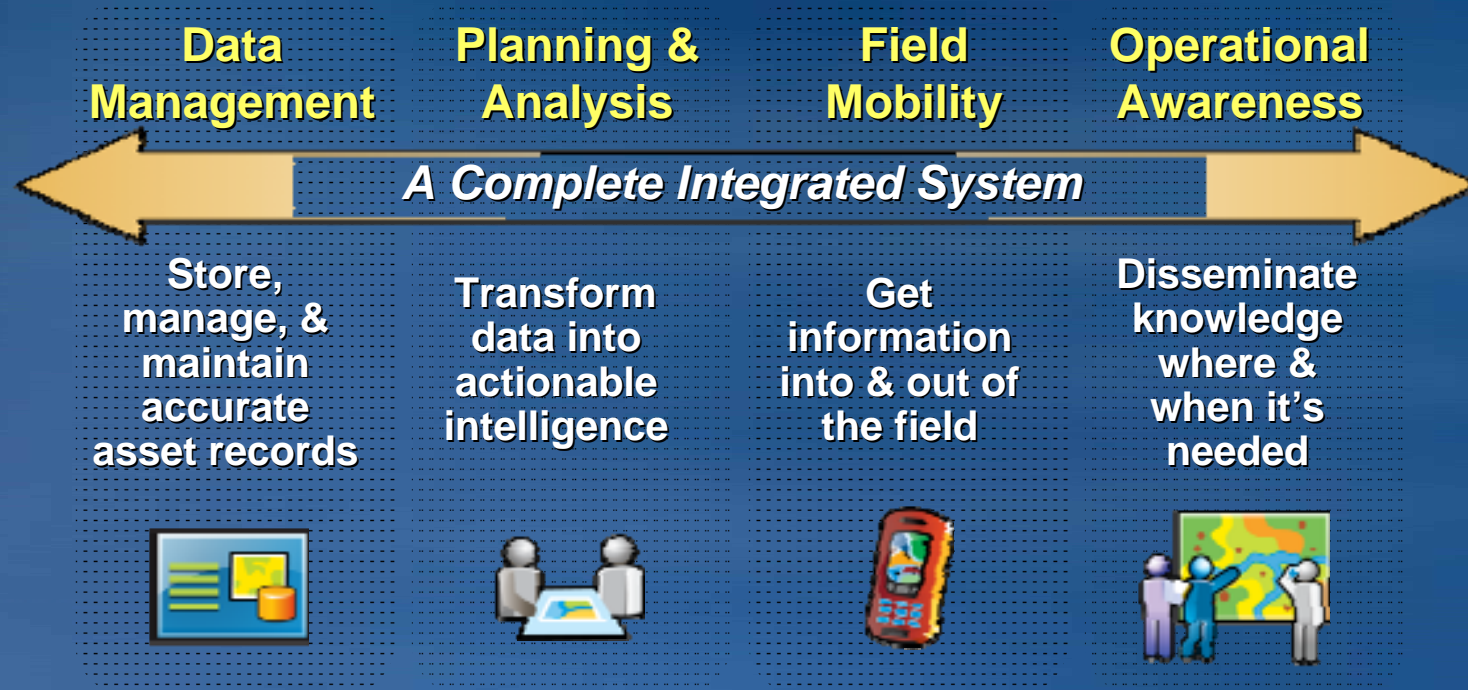 Data
Management
Planning &
Analysis
Field
Mobility
Operational
Awareness
A Complete Integrated System
Store,
manage, &
maintain
accurate
asset records
Transform
data into
actionable
intelligence
Get
information
into & out of
the field
Disseminate
knowledge
where &
when it's
needed